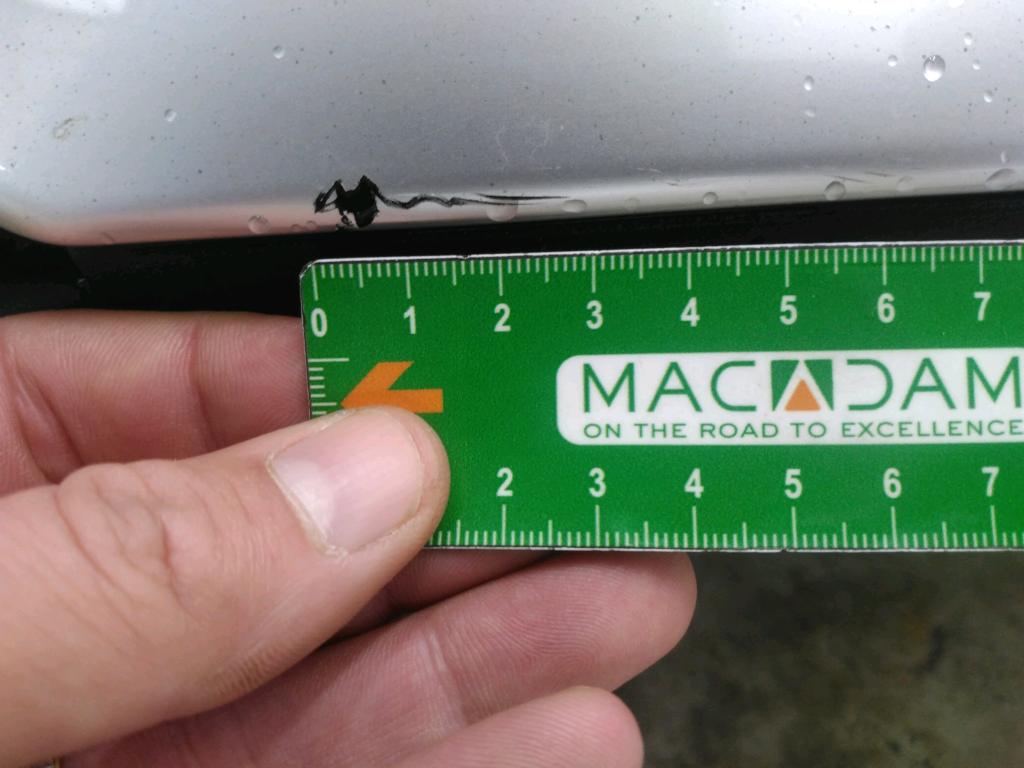 0 1 2 3 4 5 6 7
MACADAM
ON THE ROAD TO EXCELLENCE
2 3 4 5 6 7